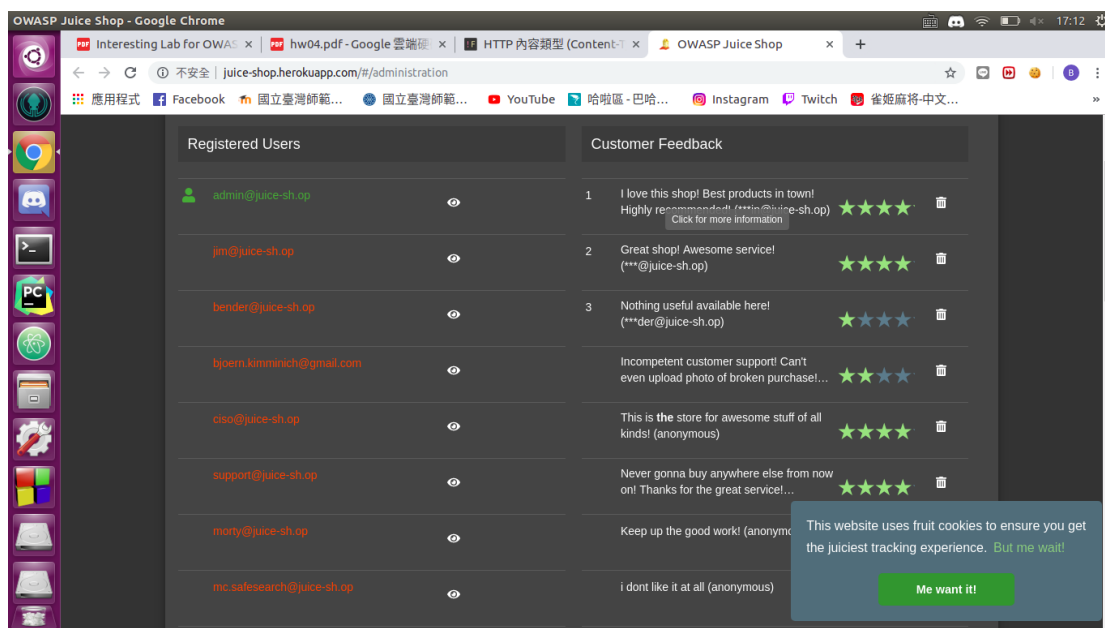 OWASP Juice Shop - Google Chrome
17:12
Interesting Lab for OWAS
hw04.pdf - Google 雲端硬
HTTP 內容類型 (Content-T
OWASP Juice Shop
不安全 | juice-shop.herokuapp.com/#/administration
B
應用程式
Facebook
國立臺灣師範...
國立臺灣師範...
YouTube
哈啦區 - 巴哈...
Instagram
Twitch
雀姬麻将-中文...
»
Registered Users
Customer Feedback
admin@juice-sh.op
1
I love this shop! Best products in town!
Highly recommended! (***in@juice-sh.op)
Click for more information
jim@juice-sh.op
2
Great shop! Awesome service!
(***@juice-sh.op)
bender@juice-sh.op
3
Nothing useful available here!
(***der@juice-sh.op)
bjoern.kimminich@gmail.com
Incompetent customer support! Can't
even upload photo of broken purchase!...
ciso@juice-sh.op
This is the store for awesome stuff of all
kinds! (anonymous)
support@juice-sh.op
Never gonna buy anywhere else from now
on! Thanks for the great service!...
morty@juice-sh.op
Keep up the good work! (anonymo
mc.safesearch@juice-sh.op
i dont like it at all (anonymous)
This website uses fruit cookies to ensure you get
the juiciest tracking experience. But me wait!
Me want it!
PC